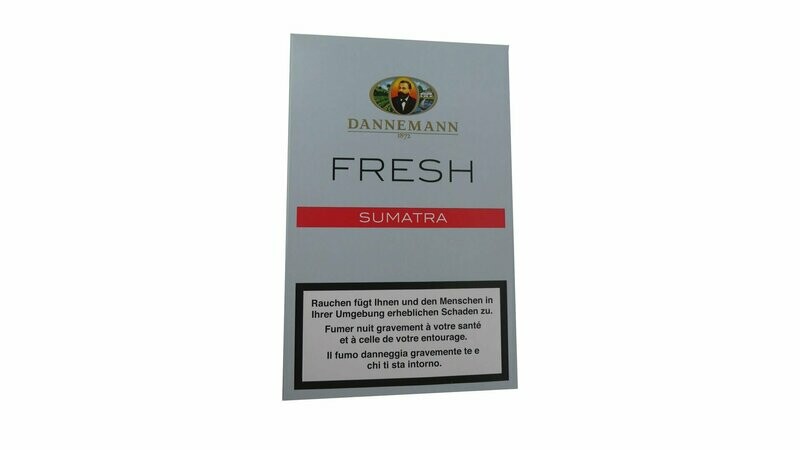 DANNEMANN
1872
FRESH
SUMATRA
Rauchen fügt Ihnen und den Menschen in
Ihrer Umgebung erheblichen Schaden zu.
Fumer nuit gravement à votre santé
et à celle de votre entourage.
Il fumo danneggia gravemente te e
chi ti sta intorno.